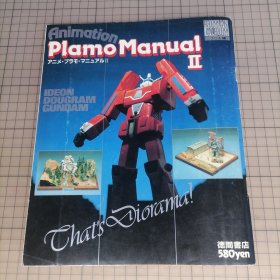 Animation
Plamo Manual
II
アニメ・プラモ・マニュアルII
IDEON
DOUGRAM
GUNDAM
That's Diorama!
徳間書店
580yen